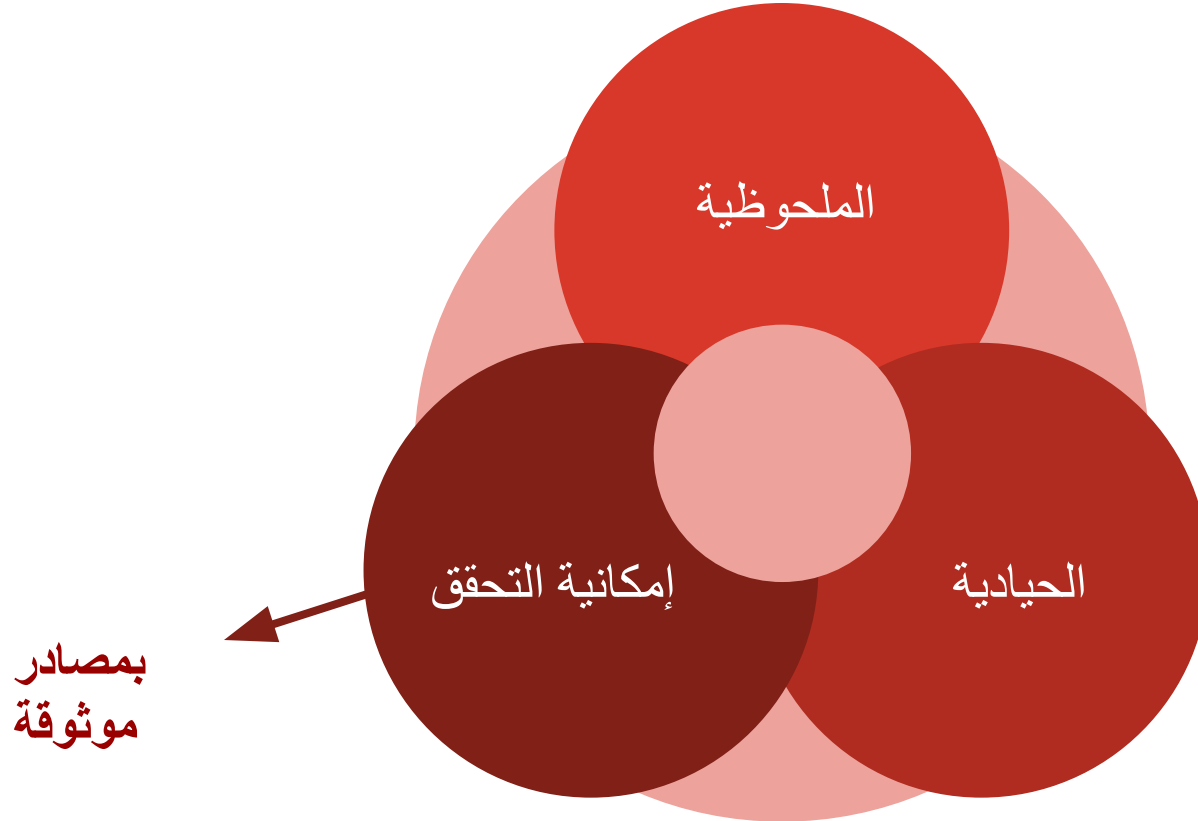 الملحوظية
الحيادية
إمكانية التحقق
بمصادر
موثوقة